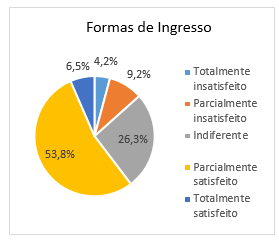 Formas de Ingresso
6,5%
4,2%
9,2%
26,3%
53,8%
Totalmente
insatisfeito
Parcialmente
insatisfeito
Indiferente
Parcialmente
satisfeito
Totalmente
satisfeito